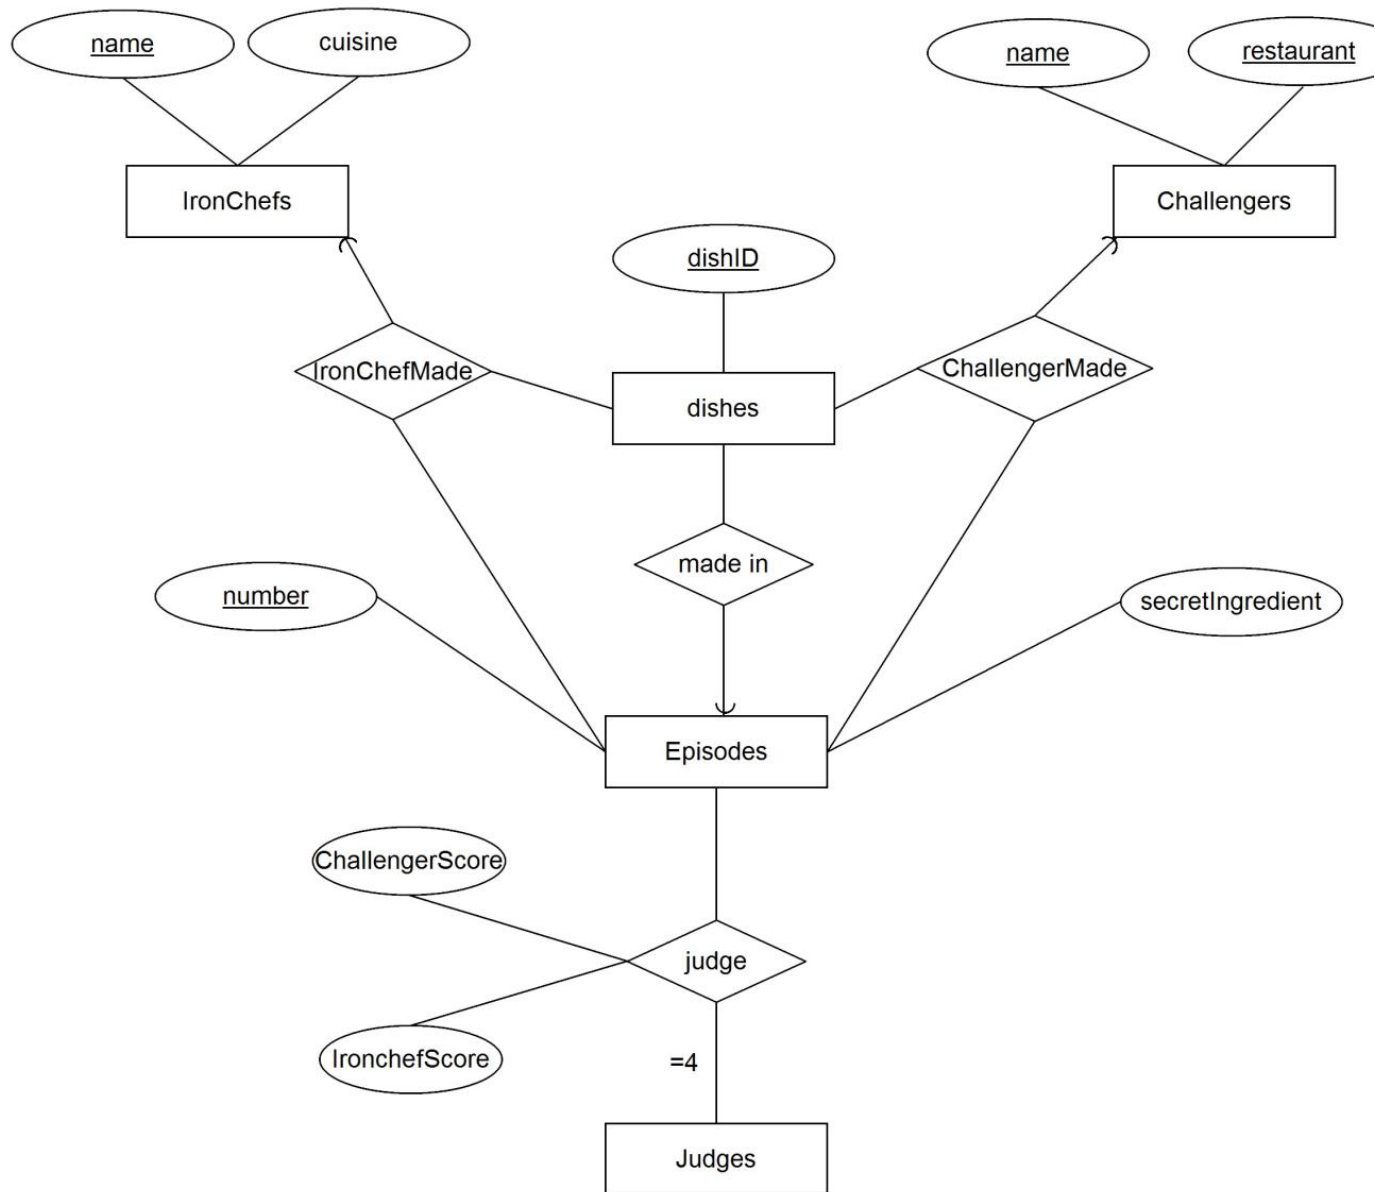 name
cuisine
name
restaurant
IronChefs
Challengers
dishID
IronChefMade
ChallengerMade
dishes
made in
number
secretIngredient
Episodes
ChallengerScore
judge
IronchefScore
=4
Judges